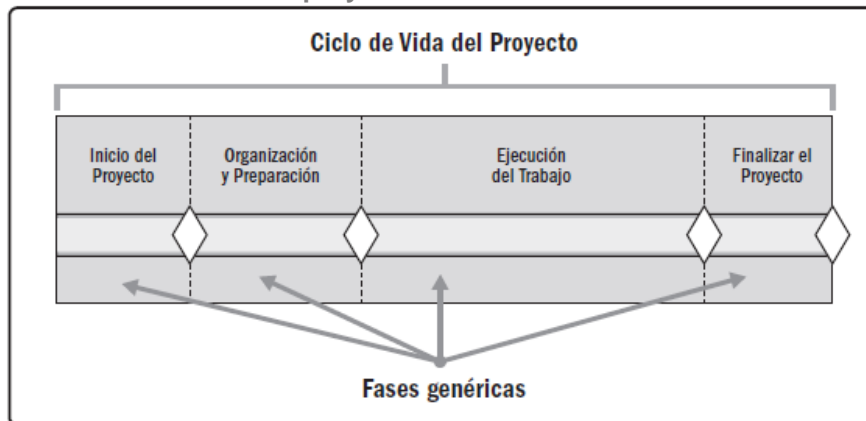 Ciclo de Vida del Proyecto
Inicio del
Proyecto
Organización
y Preparación
Ejecución
del Trabajo
Finalizar el
Proyecto
Fases genéricas